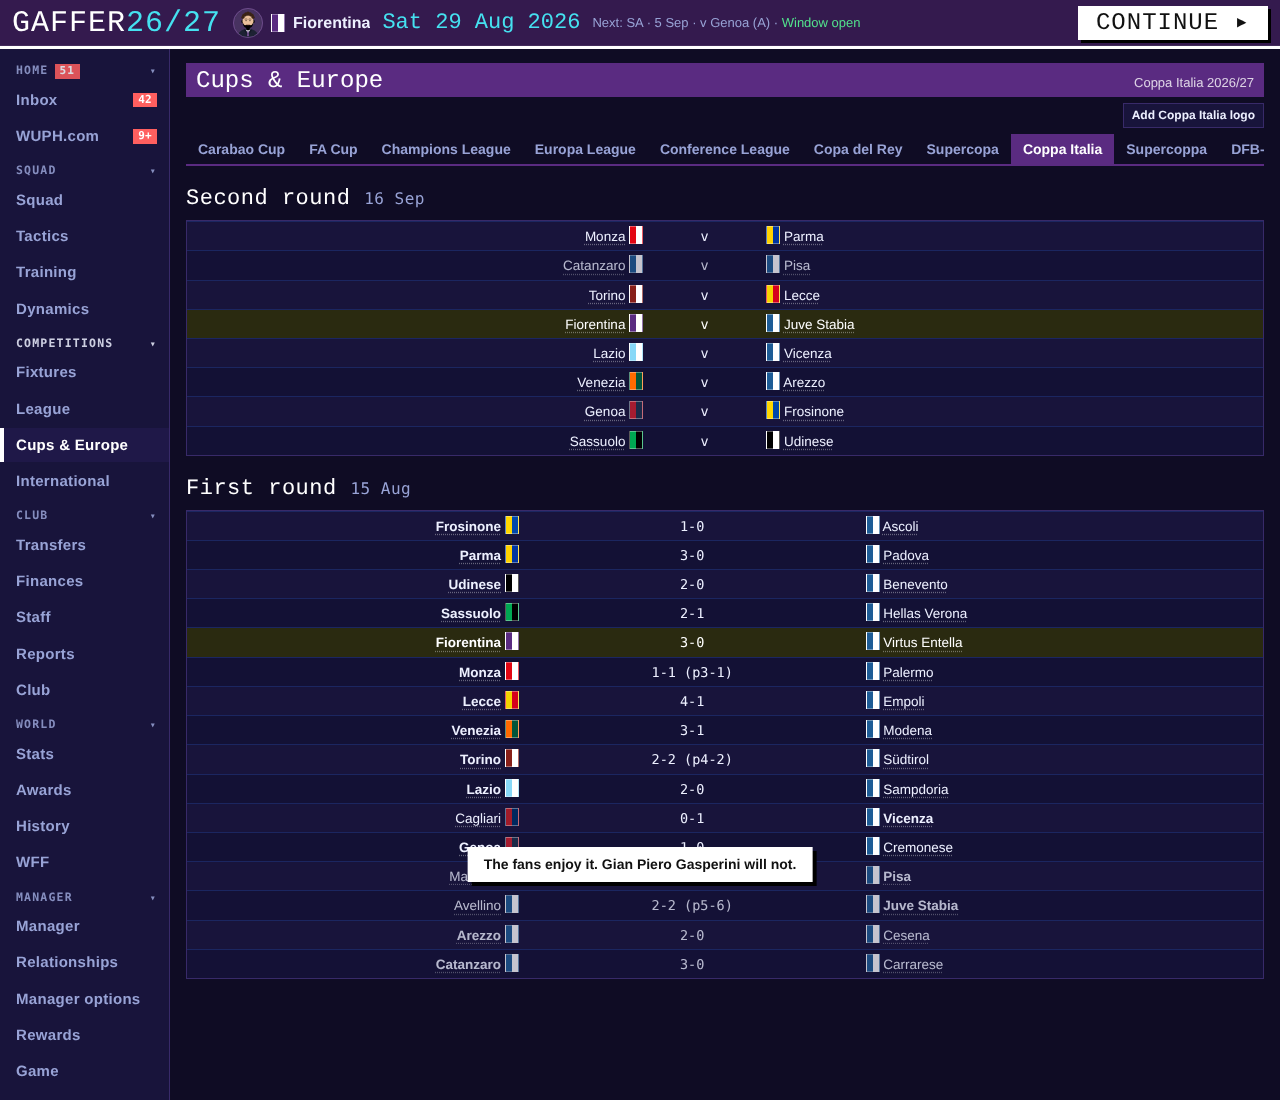 GAFFER26/27 Fiorentina Sat 29 Aug 2026 Next: SA · 5 Sep · v Genoa (A) · Window open CONTINUE ►
HOME 51 ▾
Inbox 42
WUPH.com 9+
SQUAD ▾
Squad
Tactics
Training
Dynamics
COMPETITIONS ▾
Fixtures
League
Cups & Europe
International
CLUB ▾
Transfers
Finances
Staff
Reports
Club
WORLD ▾
Stats
Awards
History
WFF
MANAGER ▾
Manager
Relationships
Manager options
Rewards
Game
Cups & Europe Coppa Italia 2026/27
Add Coppa Italia logo
Carabao Cup FA Cup Champions League Europa League Conference League Copa del Rey Supercopa Coppa Italia Supercoppa DFB-
Second round 16 Sep
Monza v Parma
Catanzaro v Pisa
Torino v Lecce
Fiorentina v Juve Stabia
Lazio v Vicenza
Venezia v Arezzo
Genoa v Frosinone
Sassuolo v Udinese
First round 15 Aug
Frosinone 1-0 Ascoli
Parma 3-0 Padova
Udinese 2-0 Benevento
Sassuolo 2-1 Hellas Verona
Fiorentina 3-0 Virtus Entella
Monza 1-1 (p3-1) Palermo
Lecce 4-1 Empoli
Venezia 3-1 Modena
Torino 2-2 (p4-2) Südtirol
Lazio 2-0 Sampdoria
Cagliari 0-1 Vicenza
Genoa 1-0 Cremonese
The fans enjoy it. Gian Piero Gasperini will not.
Pisa
Avellino 2-2 (p5-6) Juve Stabia
Arezzo 2-0 Cesena
Catanzaro 3-0 Carrarese